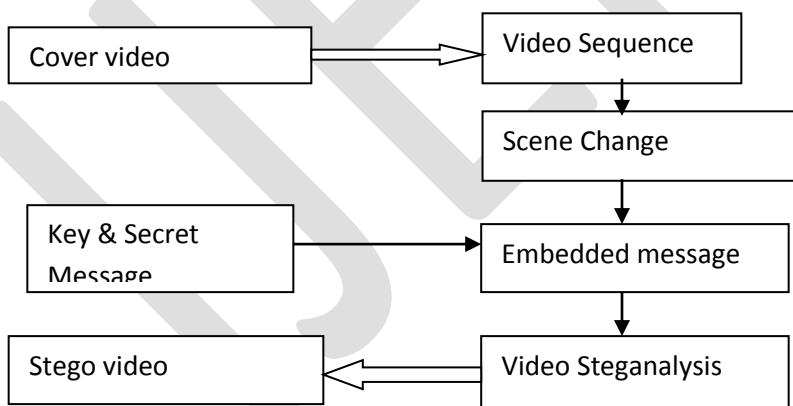 Cover video
Video Sequence
Scene Change
Key & Secret
Message
Embedded message
Stego video
Video Steganalysis